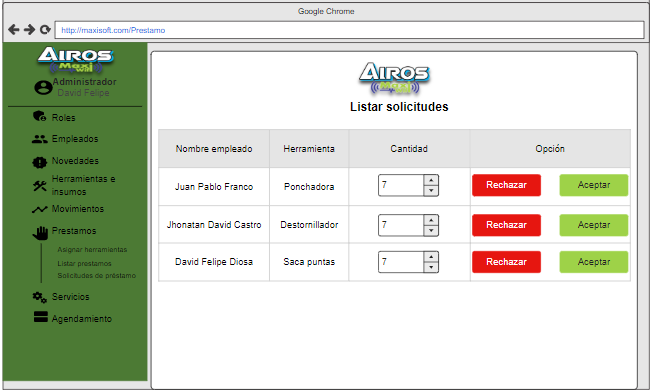 Google Chrome
http://maxisoft.com/Prestamo
AIROS
Maxi
Wifi
Administrador
David Felipe
Roles
Empleados
Novedades
Herramientas e
insumos
Movimientos
Prestamos
Asignar herramientas
Listar prestamos
Solicitudes de préstamo
Servicios
Agendamiento
AIROS
Maxi
Listar solicitudes
Nombre empleado Herramienta Cantidad Opción
Juan Pablo Franco Ponchadora 7 Rechazar Aceptar
Jhonatan David Castro Destornillador 7 Rechazar Aceptar
David Felipe Diosa Saca puntas 7 Rechazar Aceptar